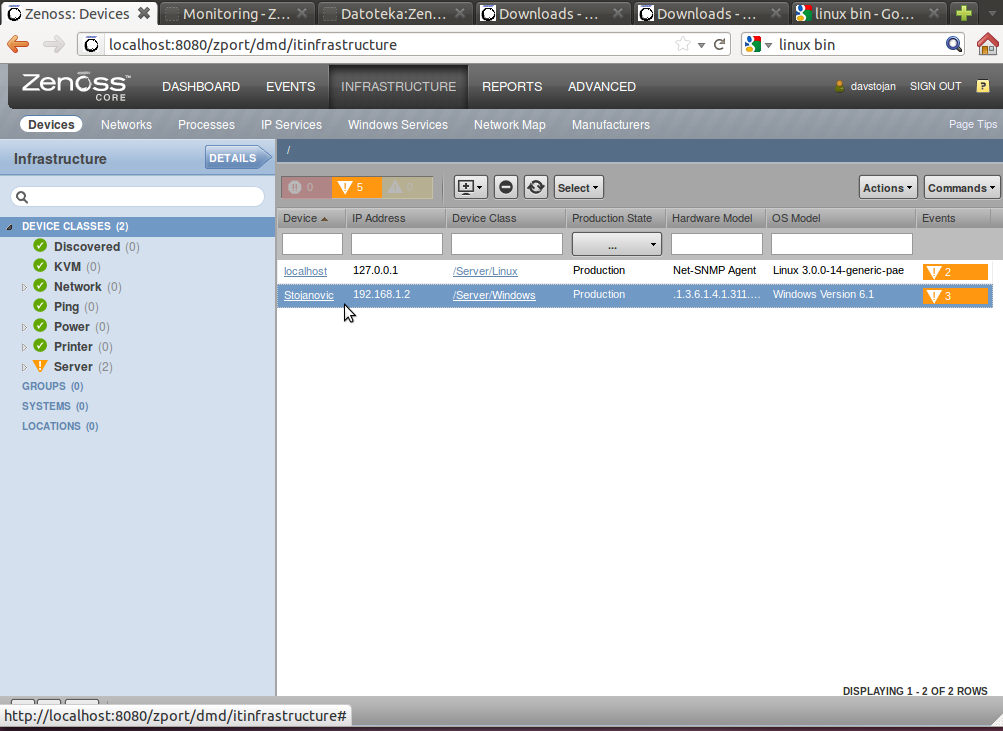 Zenoss: Devices
Monitoring - Z...
Datoteka:Zen...
Downloads - ...
Downloads - ...
linux bin - Go...
localhost:8080/zport/dmd/itinfrastructure
linux bin
Zenoss CORE
DASHBOARD EVENTS INFRASTRUCTURE REPORTS ADVANCED
davstojan SIGN OUT ?
Devices Networks Processes IP Services Windows Services Network Map Manufacturers Page Tips
Infrastructure DETAILS
/
0 5 0 Select Actions Commands
Device IP Address Device Class Production State Hardware Model OS Model Events
...
localhost 127.0.0.1 /Server/Linux Production Net-SNMP Agent Linux 3.0.0-14-generic-pae 2
Stojanovic 192.168.1.2 /Server/Windows Production .1.3.6.1.4.1.311.... Windows Version 6.1 3
DEVICE CLASSES (2)
Discovered (0)
KVM (0)
Network (0)
Ping (0)
Power (0)
Printer (0)
Server (2)
GROUPS (0)
SYSTEMS (0)
LOCATIONS (0)
DISPLAYING 1 - 2 OF 2 ROWS
http://localhost:8080/zport/dmd/itinfrastructure#